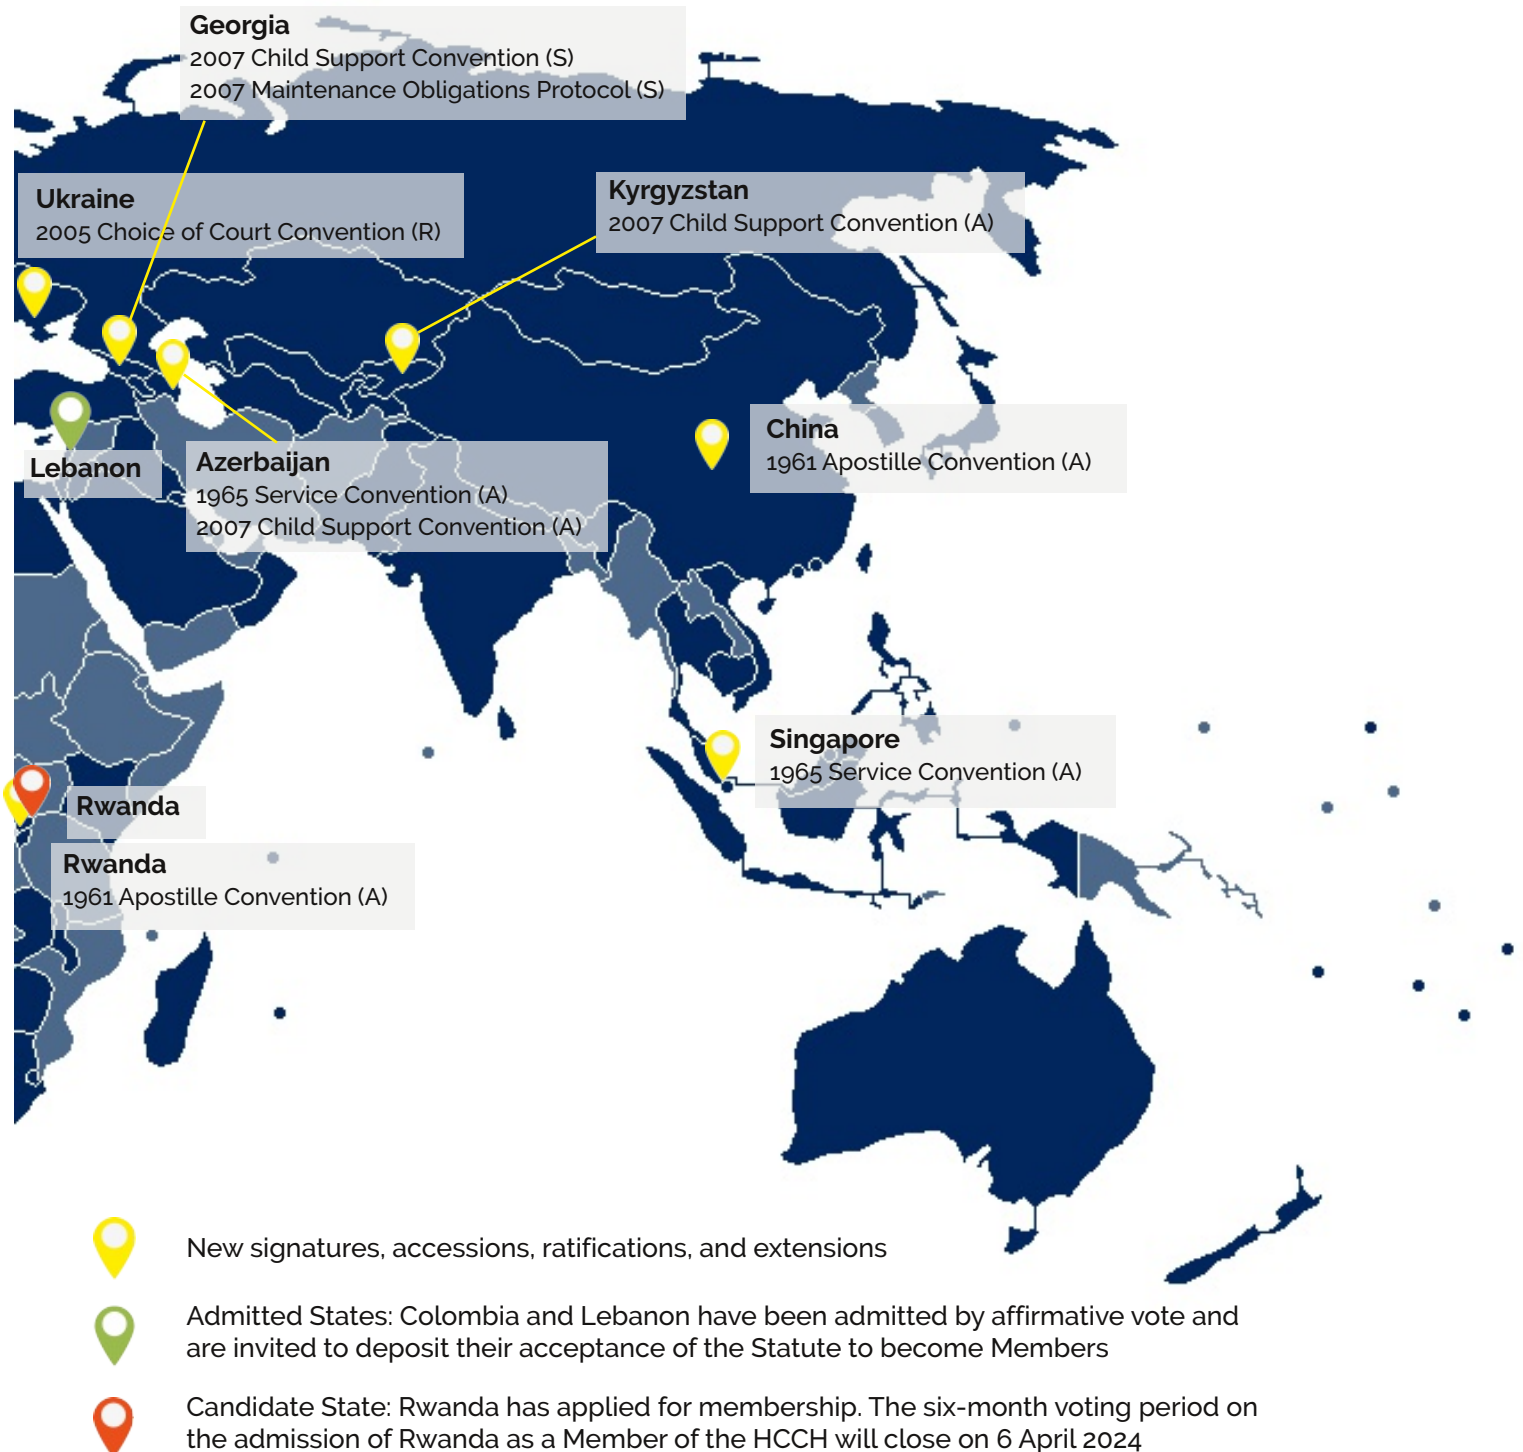 Georgia
2007 Child Support Convention (S)
2007 Maintenance Obligations Protocol (S)
Ukraine
2005 Choice of Court Convention (R)
Kyrgyzstan
2007 Child Support Convention (A)
China
1961 Apostille Convention (A)
Lebanon
Azerbaijan
1965 Service Convention (A)
2007 Child Support Convention (A)
Singapore
1965 Service Convention (A)
Rwanda
Rwanda
1961 Apostille Convention (A)
New signatures, accessions, ratifications, and extensions
Admitted States: Colombia and Lebanon have been admitted by affirmative vote and
are invited to deposit their acceptance of the Statute to become Members
Candidate State: Rwanda has applied for membership. The six-month voting period on
the admission of Rwanda as a Member of the HCCH will close on 6 April 2024